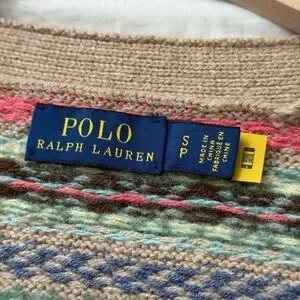 POLO
RALPH LAUREN
S
P
MADE IN
CHINA
FABRIQUÉ EN
CHINE